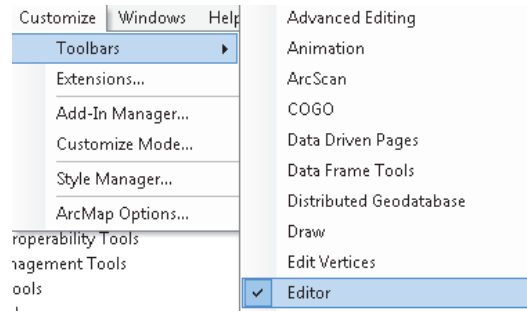 Customize Windows Help
Toolbars
Extensions...
Add-In Manager...
Customize Mode...
Style Manager...
ArcMap Options...
roperability Tools
nagement Tools
ools
Advanced Editing
Animation
ArcScan
COGO
Data Driven Pages
Data Frame Tools
Distributed Geodatabase
Draw
Edit Vertices
Editor